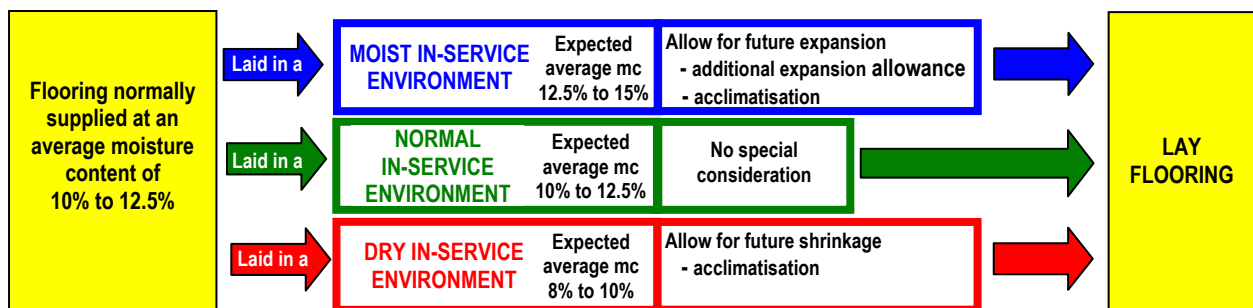 Flooring normally
supplied at an
average moisture
content of
10% to 12.5%
Laid in a
MOIST IN-SERVICE
ENVIRONMENT
Expected
average mc
12.5% to 15%
Allow for future expansion
- additional expansion allowance
- acclimatisation
Laid in a
NORMAL
IN-SERVICE
ENVIRONMENT
Expected
average mc
10% to 12.5%
No special
consideration
Laid in a
DRY IN-SERVICE
ENVIRONMENT
Expected
average mc
8% to 10%
Allow for future shrinkage
- acclimatisation
LAY
FLOORING